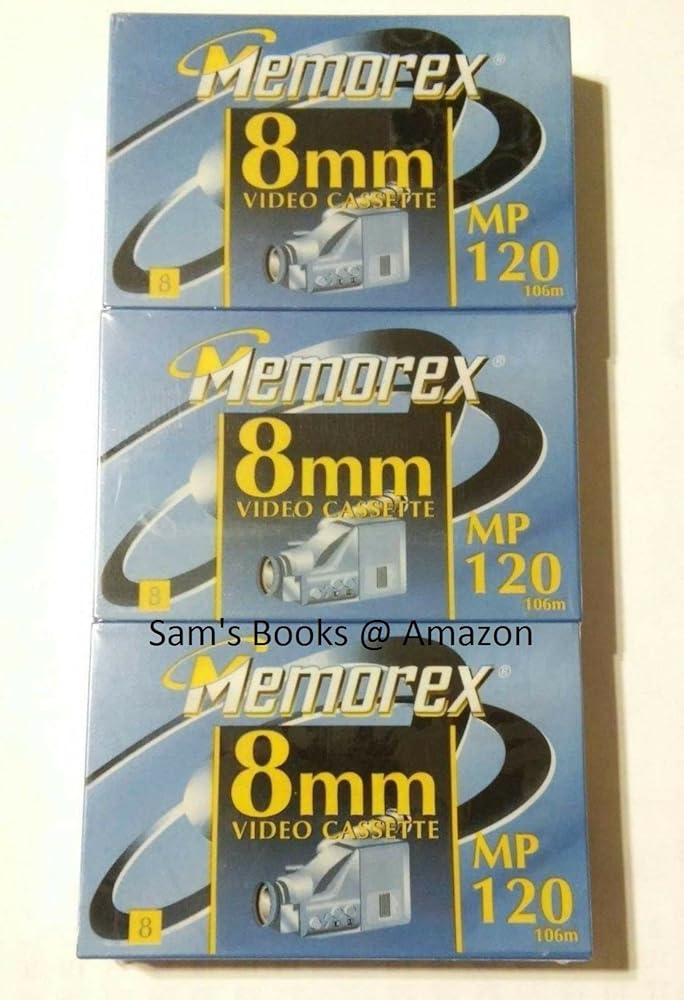 Memorex®
8mm
VIDEO CASSETTE
MP
120
106m
8
Memorex®
8mm
VIDEO CASSETTE
MP
120
106m
8
Sam's Books @ Amazon
Memorex®
8mm
VIDEO CASSETTE
MP
120
106m
8